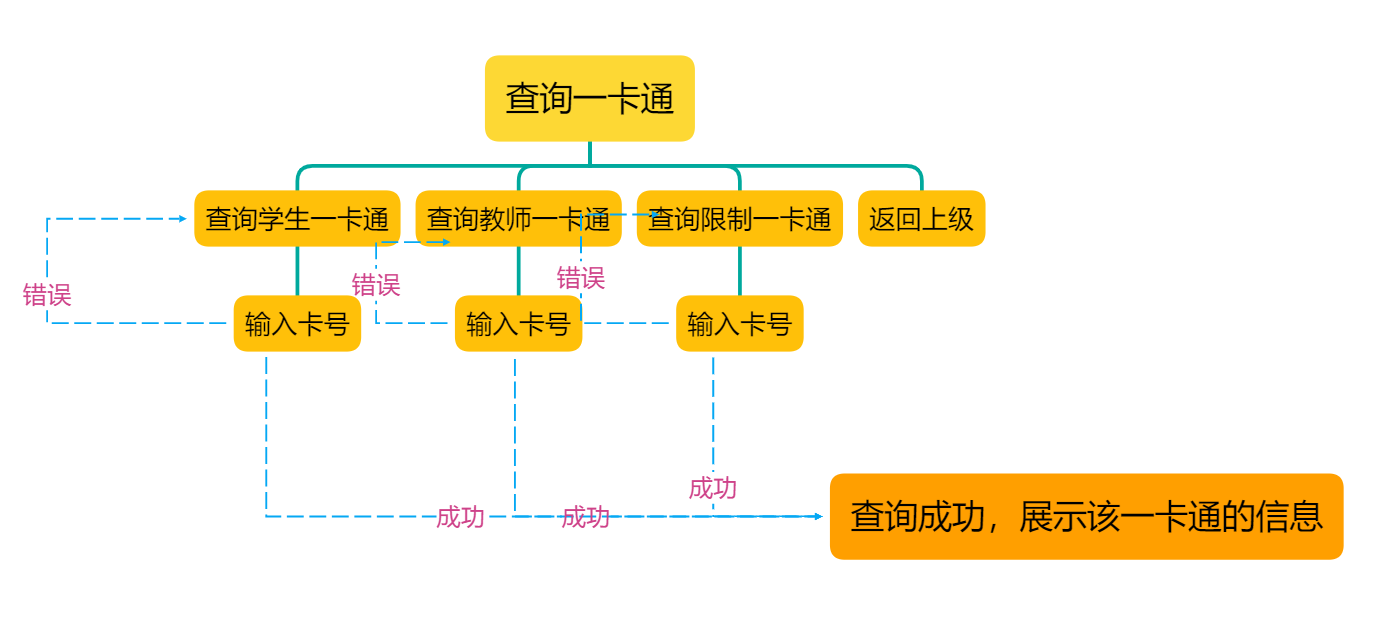 查询一卡通
查询学生一卡通
查询教师一卡通
查询限制一卡通
返回上级
错误
错误
错误
输入卡号
输入卡号
输入卡号
成功
成功
成功
查询成功，展示该一卡通的信息